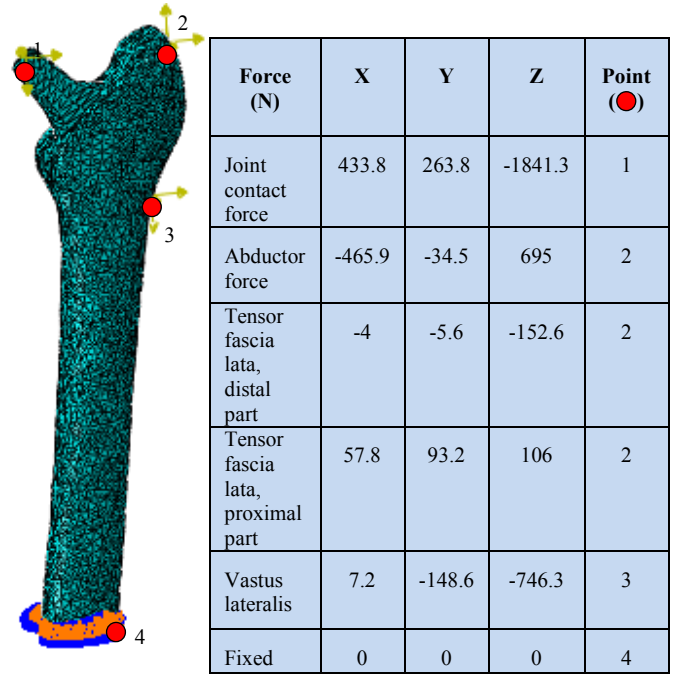 1
2
3
4
Force X Y Z Point
(N) ( )
Joint 433.8 263.8 -1841.3 1
contact
force
Abductor -465.9 -34.5 695 2
force
Tensor -4 -5.6 -152.6 2
fascia
lata,
distal
part
Tensor 57.8 93.2 106 2
fascia
lata,
proximal
part
Vastus 7.2 -148.6 -746.3 3
lateralis
Fixed 0 0 0 4